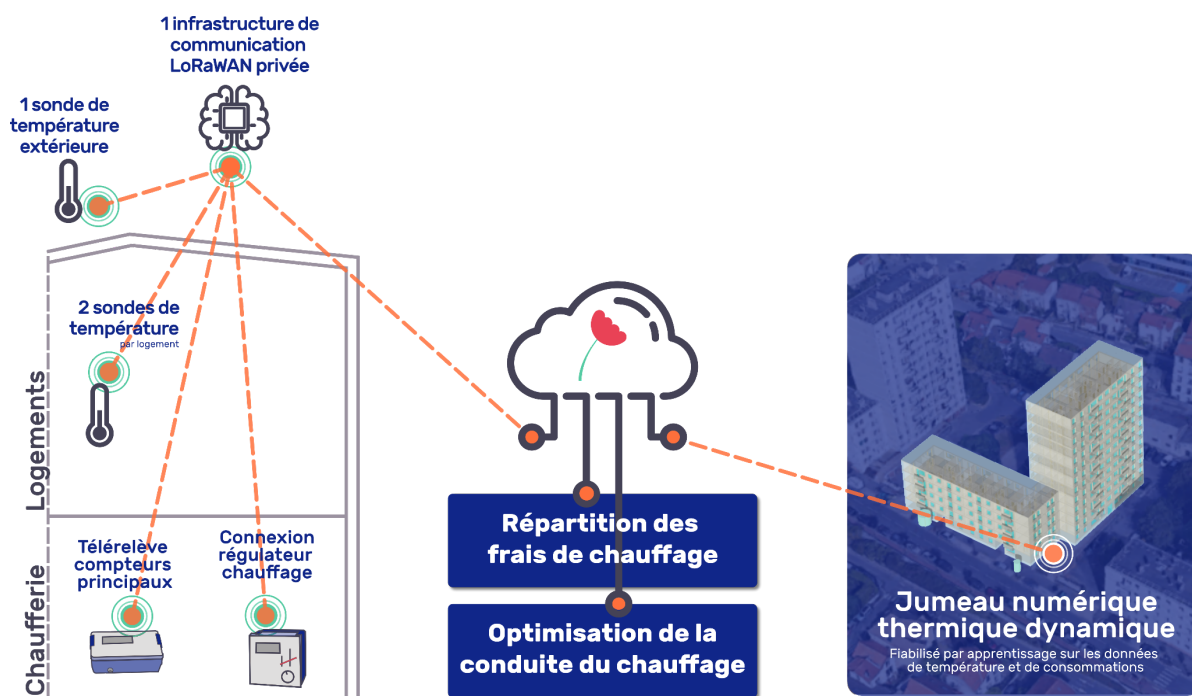 1 infrastructure de
communication
LoRaWAN privée
1 sonde de
température
extérieure
2 sondes de
température
par logement
Logements
Télérelève
compteurs
principaux
Connexion
régulateur
chauffage
Chaufferie
Répartition des
frais de chauffage
Optimisation de la
conduite du chauffage
Jumeau numérique
thermique dynamique
Fiabilisé par apprentissage sur les données
de température et de consommations